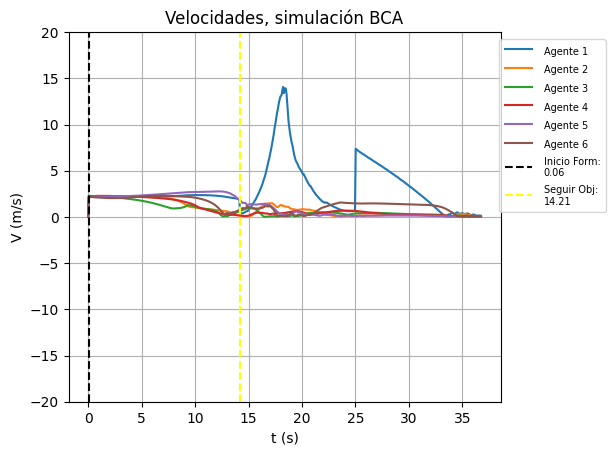 Velocidades, simulación BCA
20
15
10
5
0
−5
−10
−15
−20
V (m/s)
0
5
10
15
20
25
30
35
t (s)
Agente 1
Agente 2
Agente 3
Agente 4
Agente 5
Agente 6
Inicio Form:
0.06
Seguir Obj:
14.21